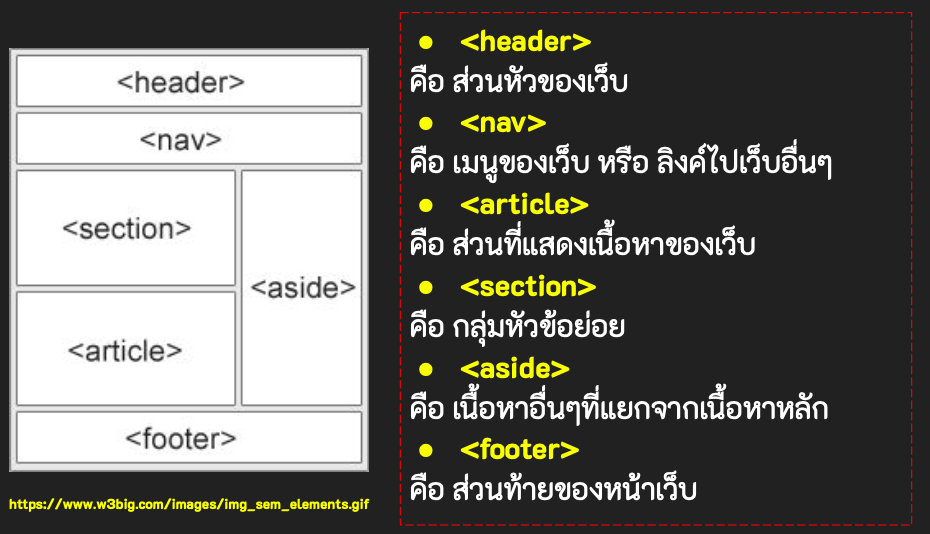 <header>
<nav>
<section>
<aside>
<article>
<footer>
https://www.w3big.com/images/img_sem_elements.gif
● <header>
คือ ส่วนหัวของเว็บ
● <nav>
คือ เมนูของเว็บ หรือ ลิงค์ไปเว็บอื่นๆ
● <article>
คือ ส่วนที่แสดงเนื้อหาของเว็บ
● <section>
คือ กลุ่มหัวข้อย่อย
● <aside>
คือ เนื้อหาอื่นๆที่แยกจากเนื้อหาหลัก
● <footer>
คือ ส่วนท้ายของหน้าเว็บ